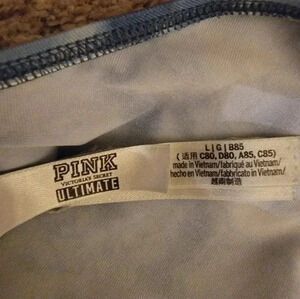 PINK
VICTORIA'S SECRET
ULTIMATE
L | G | B85
(适用 C80, D80, A85, C85)
made in Vietnam/fabriqué au Vietnam/
hecho en Vietnam/fabbricato in Vietnam/
越南制造